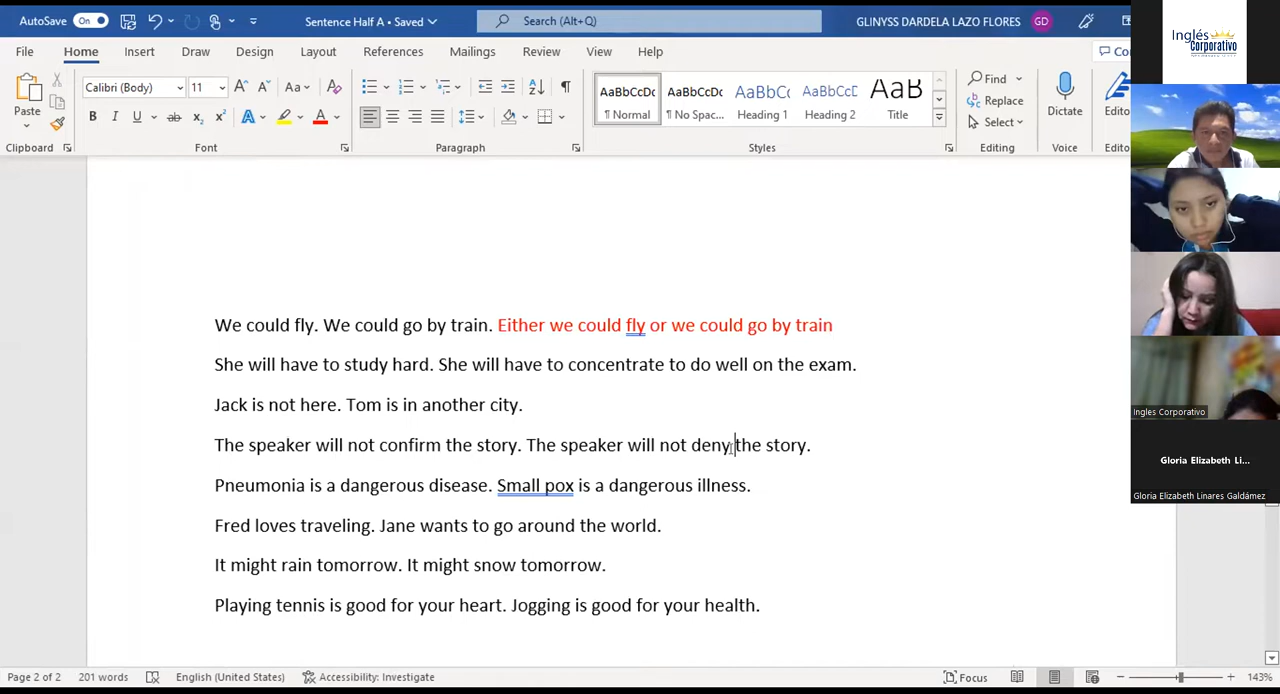 AutoSave On Sentence Half A • Saved Search (Alt+Q) GLINYSS DARDELA LAZO FLORES GD
File Home Insert Draw Design Layout References Mailings Review View Help
Calibri (Body) 11 Find AaBbCcDc AaBbCcDc AaBbCc AaBbCcD AaB
Paste Replace Dictate
Normal No Spac... Heading 1 Heading 2 Title Select
Clipboard Font Paragraph Styles Editing Voice
Inglés
Corporativo
We could fly. We could go by train. Either we could fly or we could go by train
She will have to study hard. She will have to concentrate to do well on the exam.
Jack is not here. Tom is in another city.
The speaker will not confirm the story. The speaker will not deny the story.
Pneumonia is a dangerous disease. Small pox is a dangerous illness.
Fred loves traveling. Jane wants to go around the world.
It might rain tomorrow. It might snow tomorrow.
Playing tennis is good for your heart. Jogging is good for your health.
Ingles Corporativo
Gloria Elizabeth Li...
Gloria Elizabeth Linares Galdámez
Page 2 of 2 201 words English (United States) Accessibility: Investigate Focus 143%